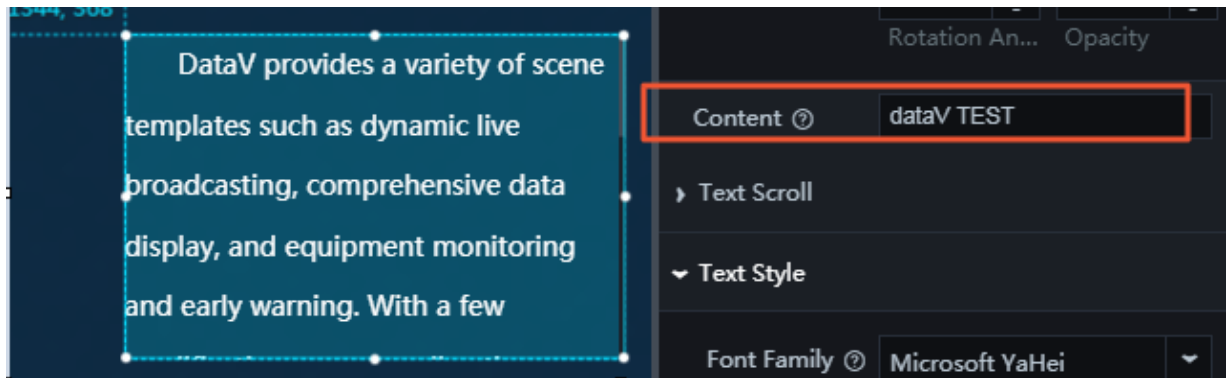 1344, 368
DataV provides a variety of scene
templates such as dynamic live
broadcasting, comprehensive data
display, and equipment monitoring
and early warning. With a few
Rotation An... Opacity
Content
dataV TEST
Text Scroll
Text Style
Font Family
Microsoft YaHei